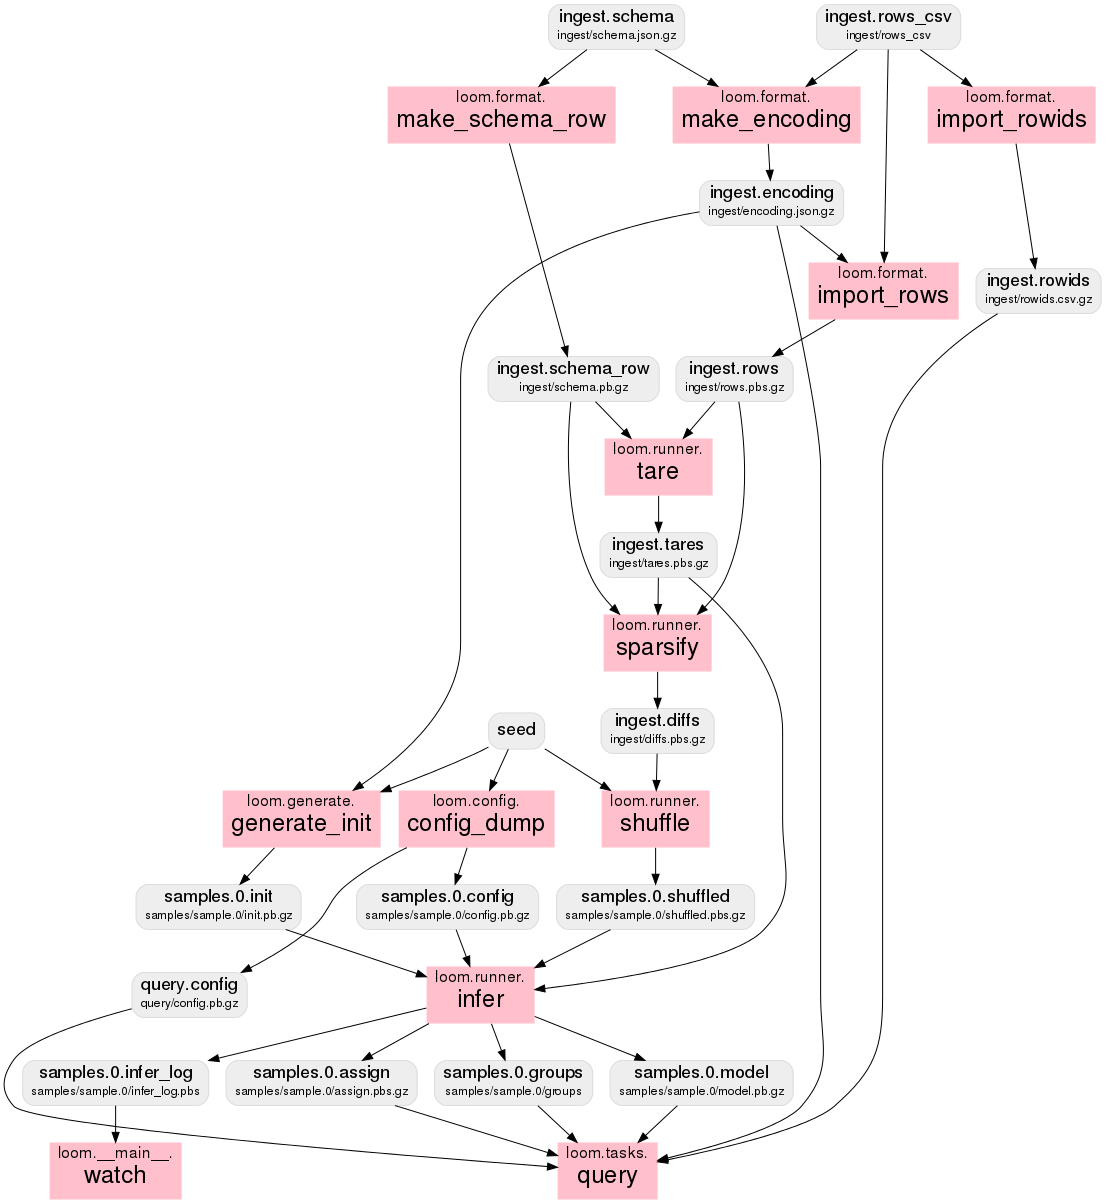 ingest.schema
ingest/schema.json.gz
ingest.rows_csv
ingest/rows_csv
loom.format.
make_schema_row
loom.format.
make_encoding
loom.format.
import_rowids
ingest.encoding
ingest/encoding.json.gz
loom.format.
import_rows
ingest.rowids
ingest/rowids.csv.gz
ingest.schema_row
ingest/schema.pb.gz
ingest.rows
ingest/rows.pbs.gz
loom.runner.
tare
ingest.tares
ingest/tares.pbs.gz
loom.runner.
sparsify
seed
ingest.diffs
ingest/diffs.pbs.gz
loom.generate.
generate_init
loom.config.
config_dump
loom.runner.
shuffle
samples.0.init
samples/sample.0/init.pb.gz
samples.0.config
samples/sample.0/config.pb.gz
samples.0.shuffled
samples/sample.0/shuffled.pbs.gz
query.config
query/config.pb.gz
loom.runner.
infer
samples.0.infer_log
samples/sample.0/infer_log.pbs
samples.0.assign
samples/sample.0/assign.pbs.gz
samples.0.groups
samples/sample.0/groups
samples.0.model
samples/sample.0/model.pb.gz
loom.__main__.
watch
loom.tasks.
query